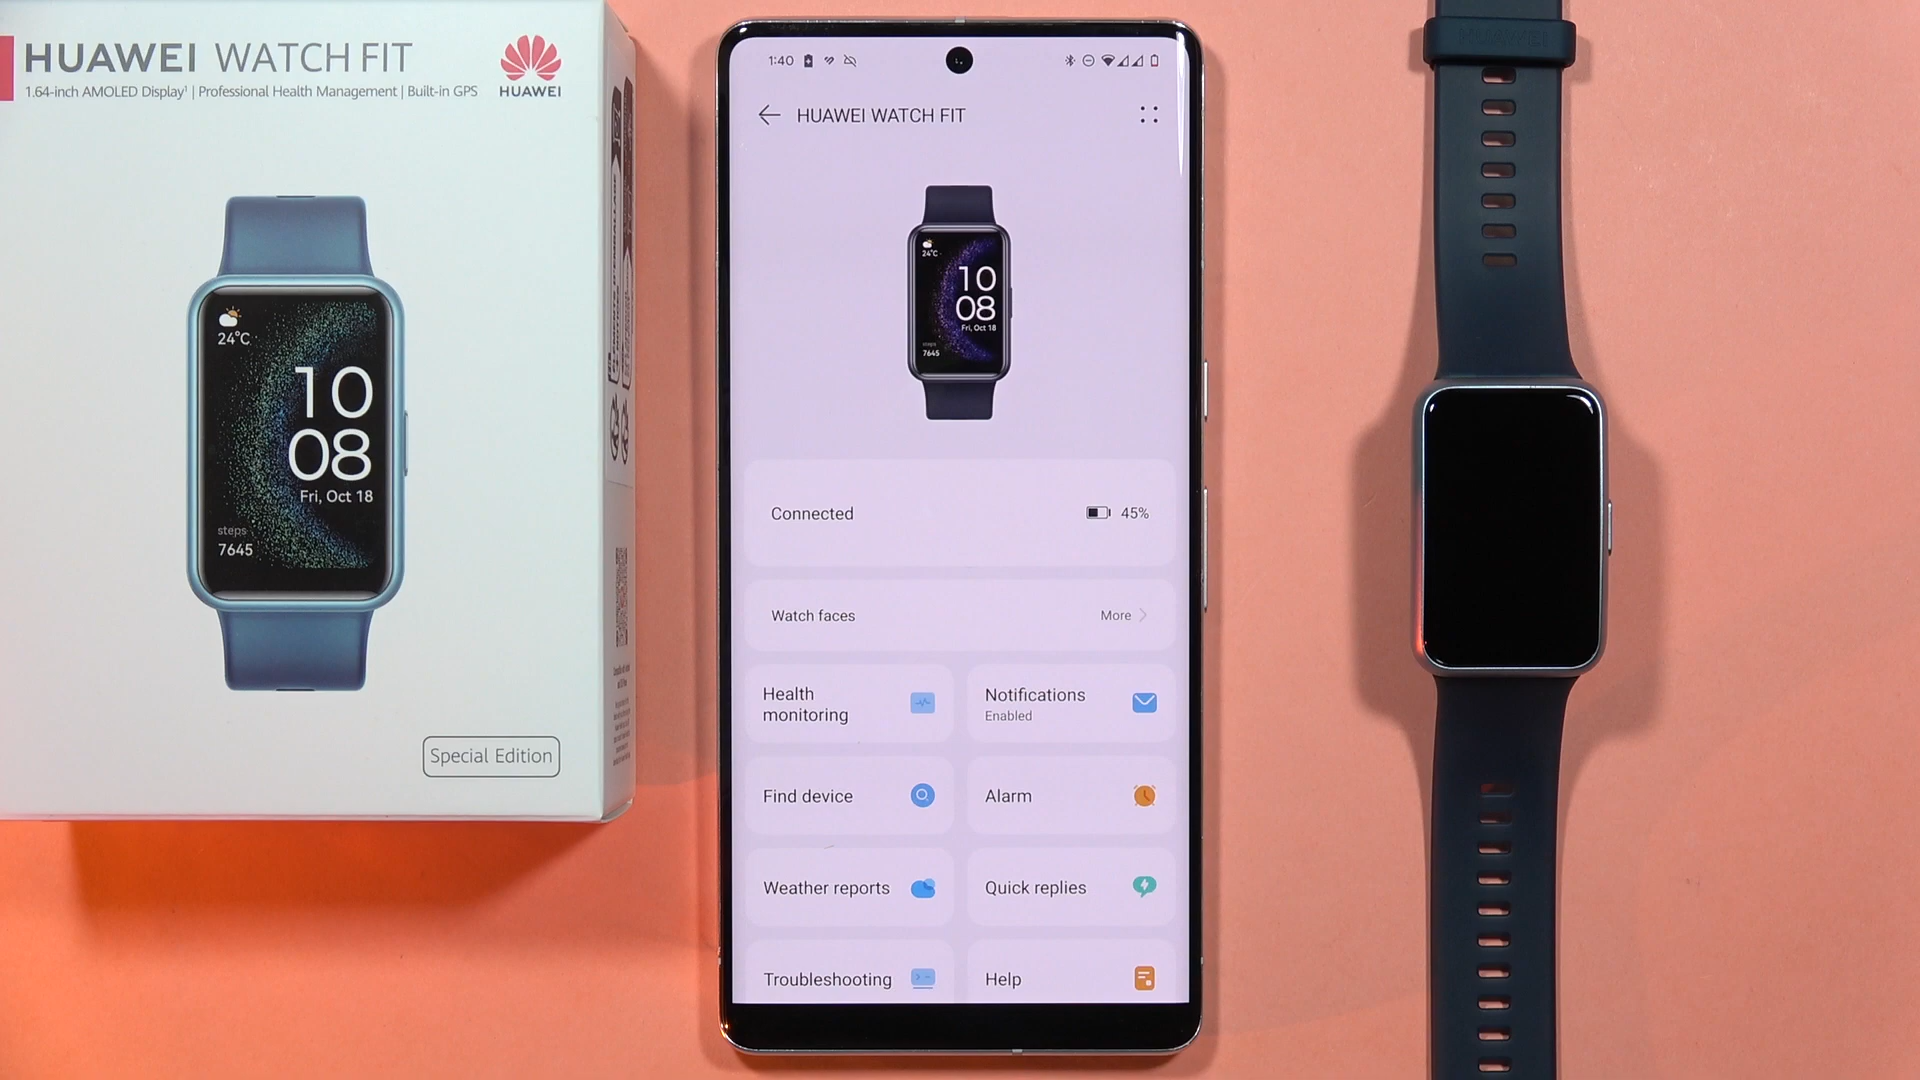 HUAWEI WATCH FIT
1.64-inch AMOLED Display¹ | Professional Health Management | Built-in GPS
HUAWEI
24°C
10
08
Fri, Oct 18
steps
7645
Special Edition
1:40
HUAWEI WATCH FIT
24°C
10
08
Fri, Oct 18
steps
7645
Connected
45%
Watch faces
More
Health
monitoring
Notifications
Enabled
Find device
Alarm
Weather reports
Quick replies
Troubleshooting
Help